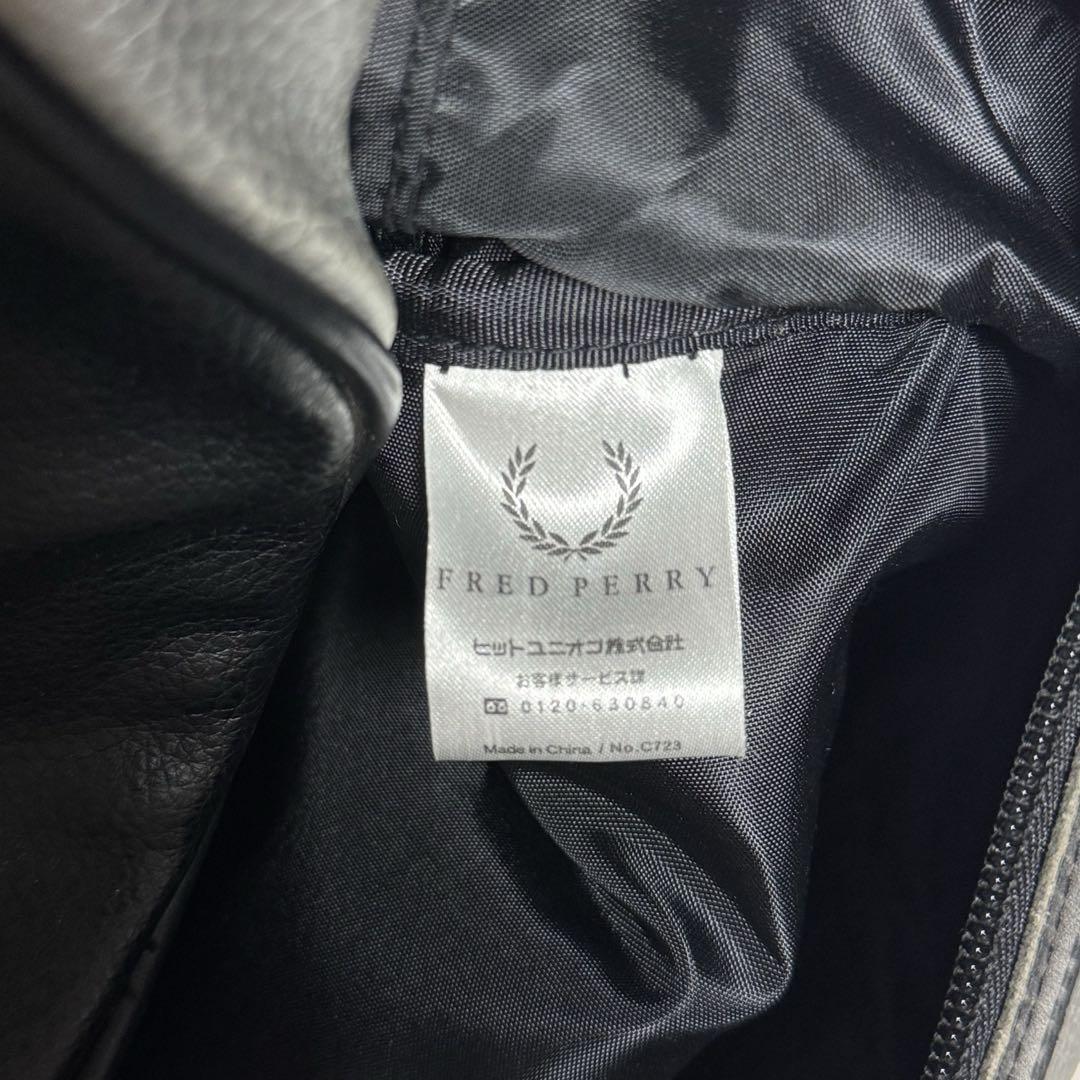 FRED PERRY
ヒットユニオン株式会社
お客様サービス課
0120-630840
Made in China / No.C723